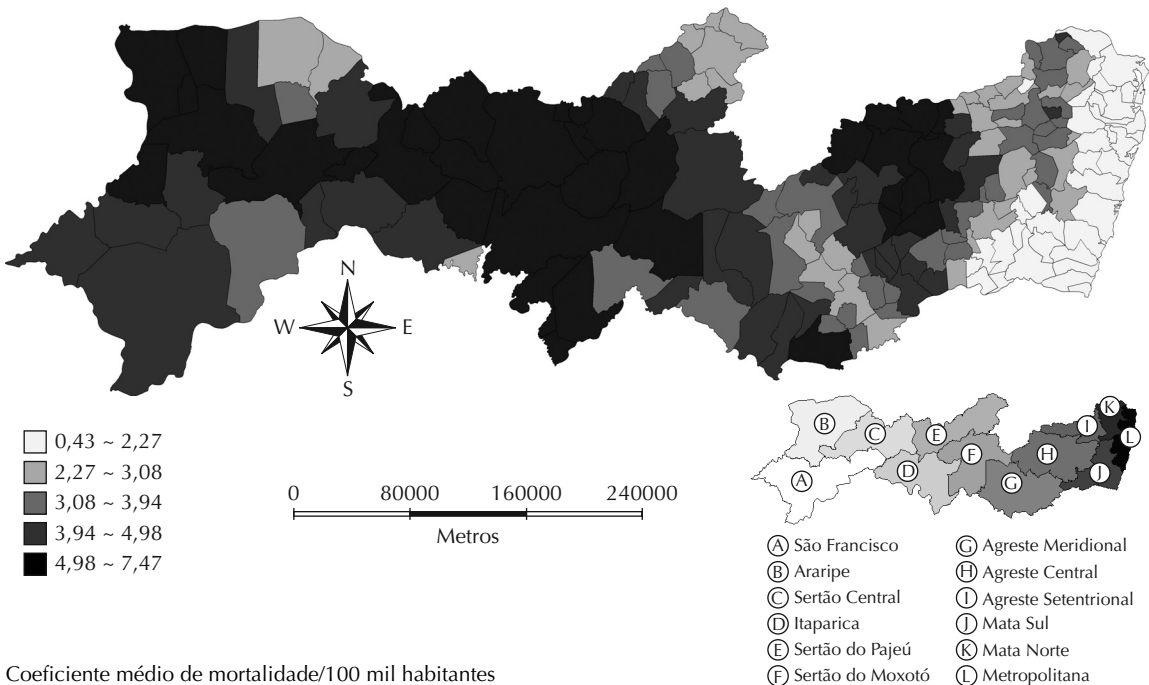 N
W E
S
0,43 ~ 2,27
2,27 ~ 3,08
3,08 ~ 3,94
3,94 ~ 4,98
4,98 ~ 7,47
0 80000 160000 240000
Metros
A
B
C
D
E
F
G
H
I
J
K
L
A São Francisco
B Araripe
C Sertão Central
D Itaparica
E Sertão do Pajeú
F Sertão do Moxotó
G Agreste Meridional
H Agreste Central
I Agreste Setentrional
J Mata Sul
K Mata Norte
L Metropolitana
Coeficiente médio de mortalidade/100 mil habitantes